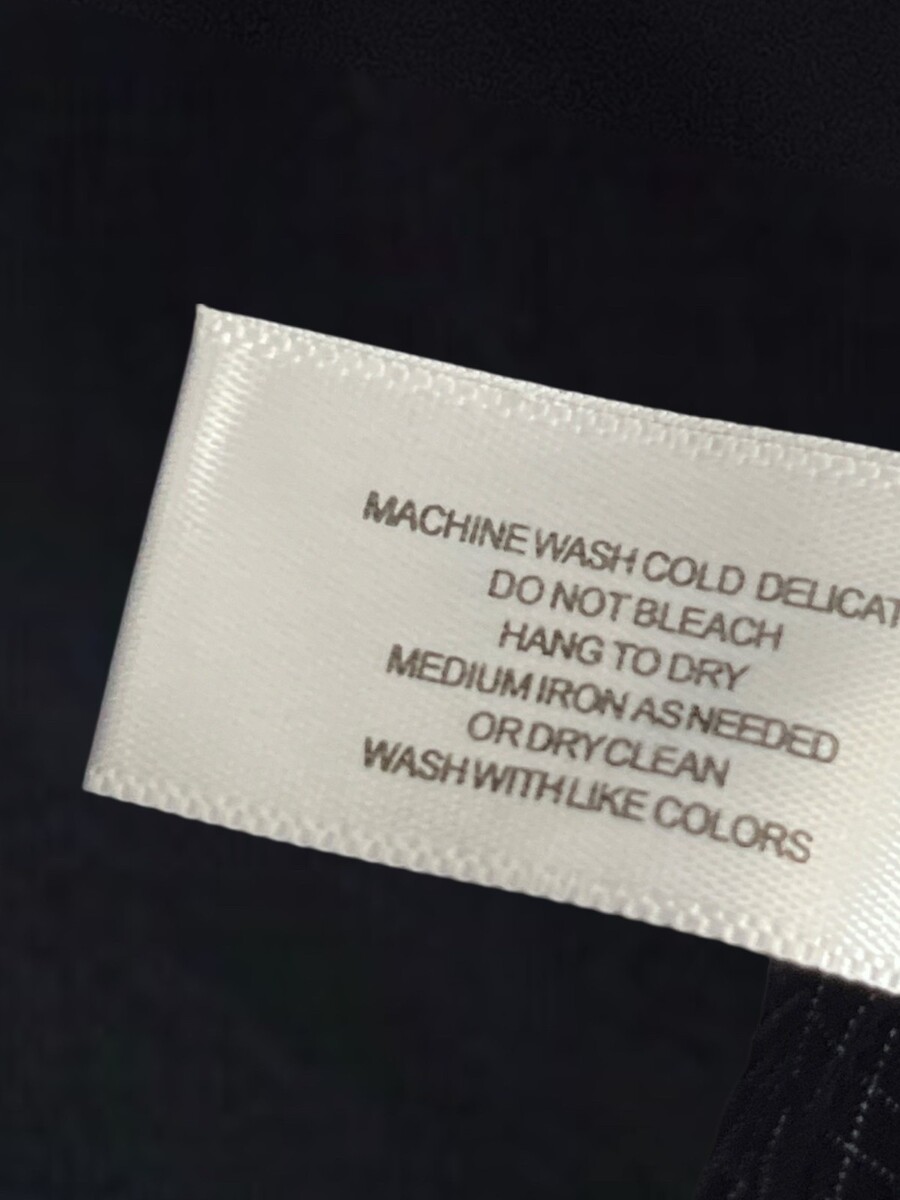 MACHINE WASH COLD DELICAT
DO NOT BLEACH
HANG TO DRY
MEDIUM IRON AS NEEDED
OR DRY CLEAN
WASH WITH LIKE COLORS